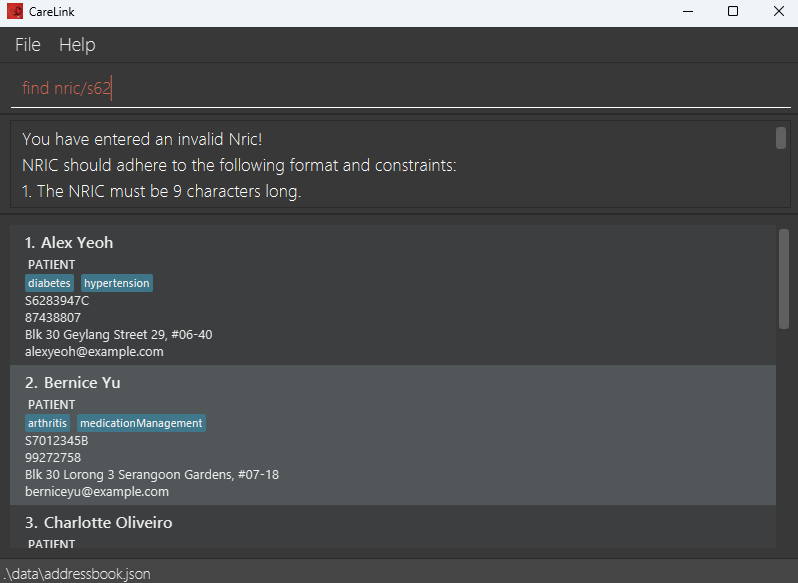 CareLink
File Help
find nric/s62
You have entered an invalid Nric!
NRIC should adhere to the following format and constraints:
1. The NRIC must be 9 characters long.
1. Alex Yeoh
PATIENT
diabetes hypertension
S6283947C
87438807
Blk 30 Geylang Street 29, #06-40
alexyeoh@example.com
2. Bernice Yu
PATIENT
arthritis medicationManagement
S7012345B
99272758
Blk 30 Lorong 3 Serangoon Gardens, #07-18
berniceyu@example.com
3. Charlotte Oliveiro
PATIENT
.\data\addressbook.json